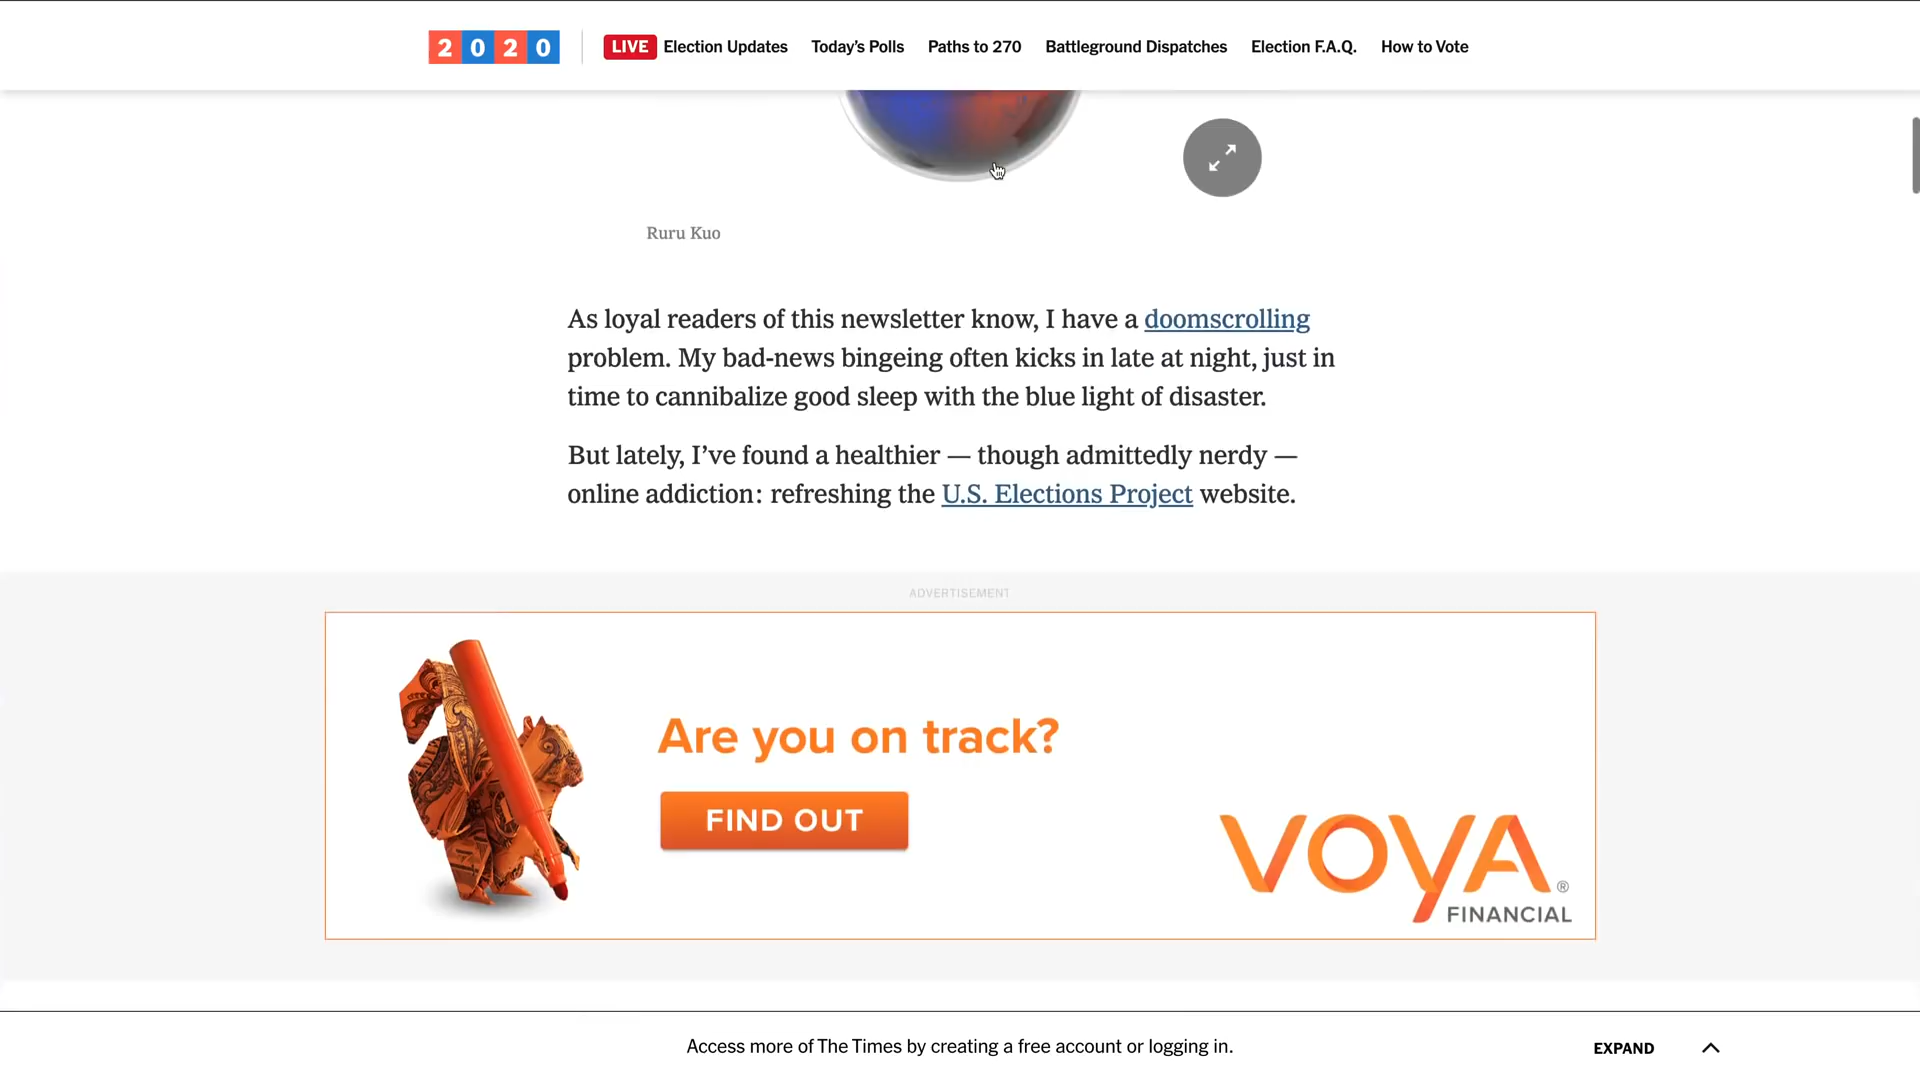 2020
LIVE Election Updates Today's Polls Paths to 270 Battleground Dispatches Election F.A.Q. How to Vote
Ruru Kuo
As loyal readers of this newsletter know, I have a doomscrolling
problem. My bad-news bingeing often kicks in late at night, just in
time to cannibalize good sleep with the blue light of disaster.
But lately, I’ve found a healthier — though admittedly nerdy —
online addiction: refreshing the U.S. Elections Project website.
ADVERTISEMENT
Are you on track?
FIND OUT
VOYA®
FINANCIAL
Access more of The Times by creating a free account or logging in.
EXPAND